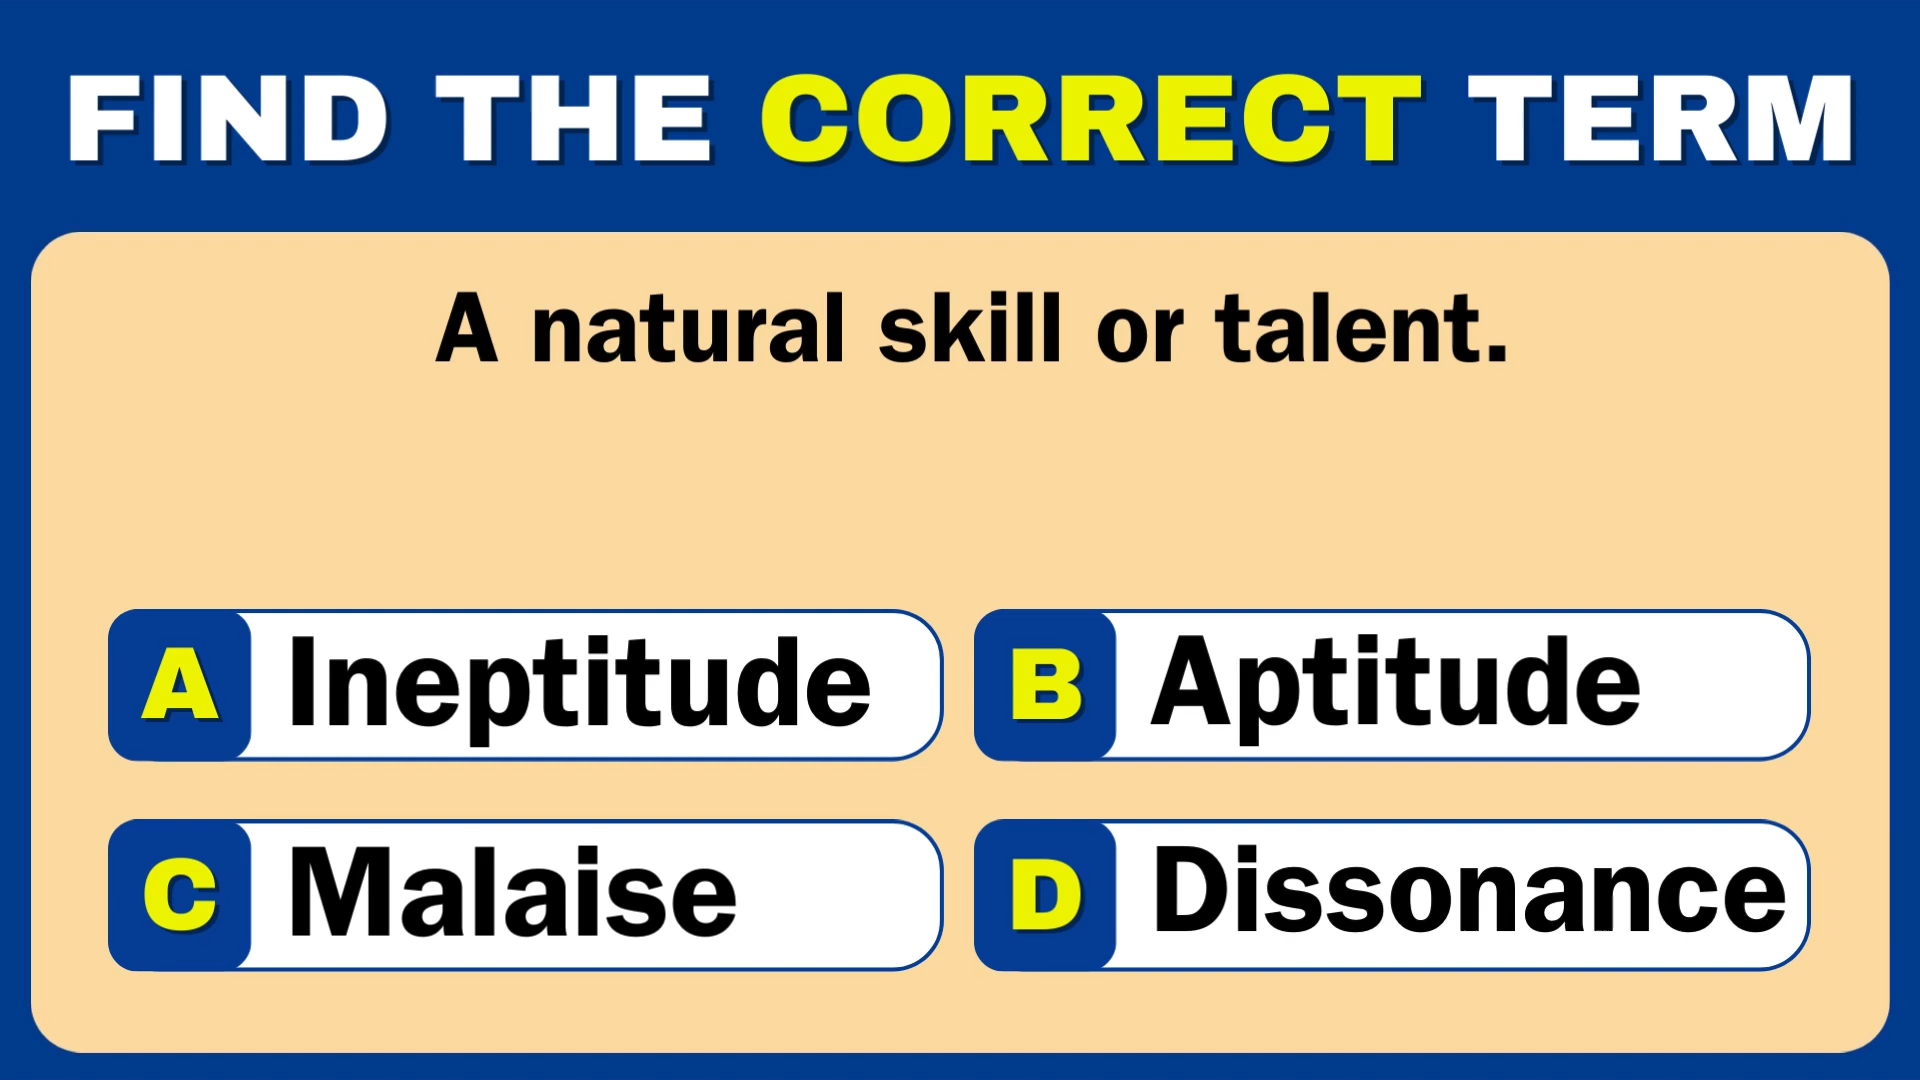 FIND THE CORRECT TERM
A natural skill or talent.
A Ineptitude
B Aptitude
C Malaise
D Dissonance